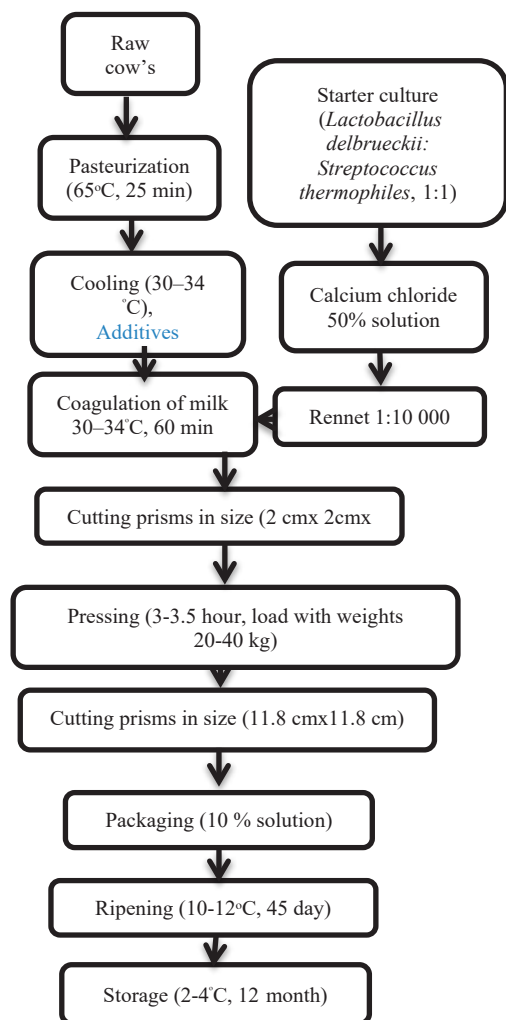 Raw
cow’s
Pasteurization
(65°C, 25 min)
Cooling (30–34
°C),
Additives
Coagulation of milk
30–34°C, 60 min
Starter culture
(Lactobacillus
delbrueckii:
Streptococcus
thermophiles, 1:1)
Calcium chloride
50% solution
Rennet 1:10 000
Cutting prisms in size (2 cmx 2cmx
Pressing (3-3.5 hour, load with weights
20-40 kg)
Cutting prisms in size (11.8 cmx11.8 cm)
Packaging (10 % solution)
Ripening (10-12°C, 45 day)
Storage (2-4°C, 12 month)